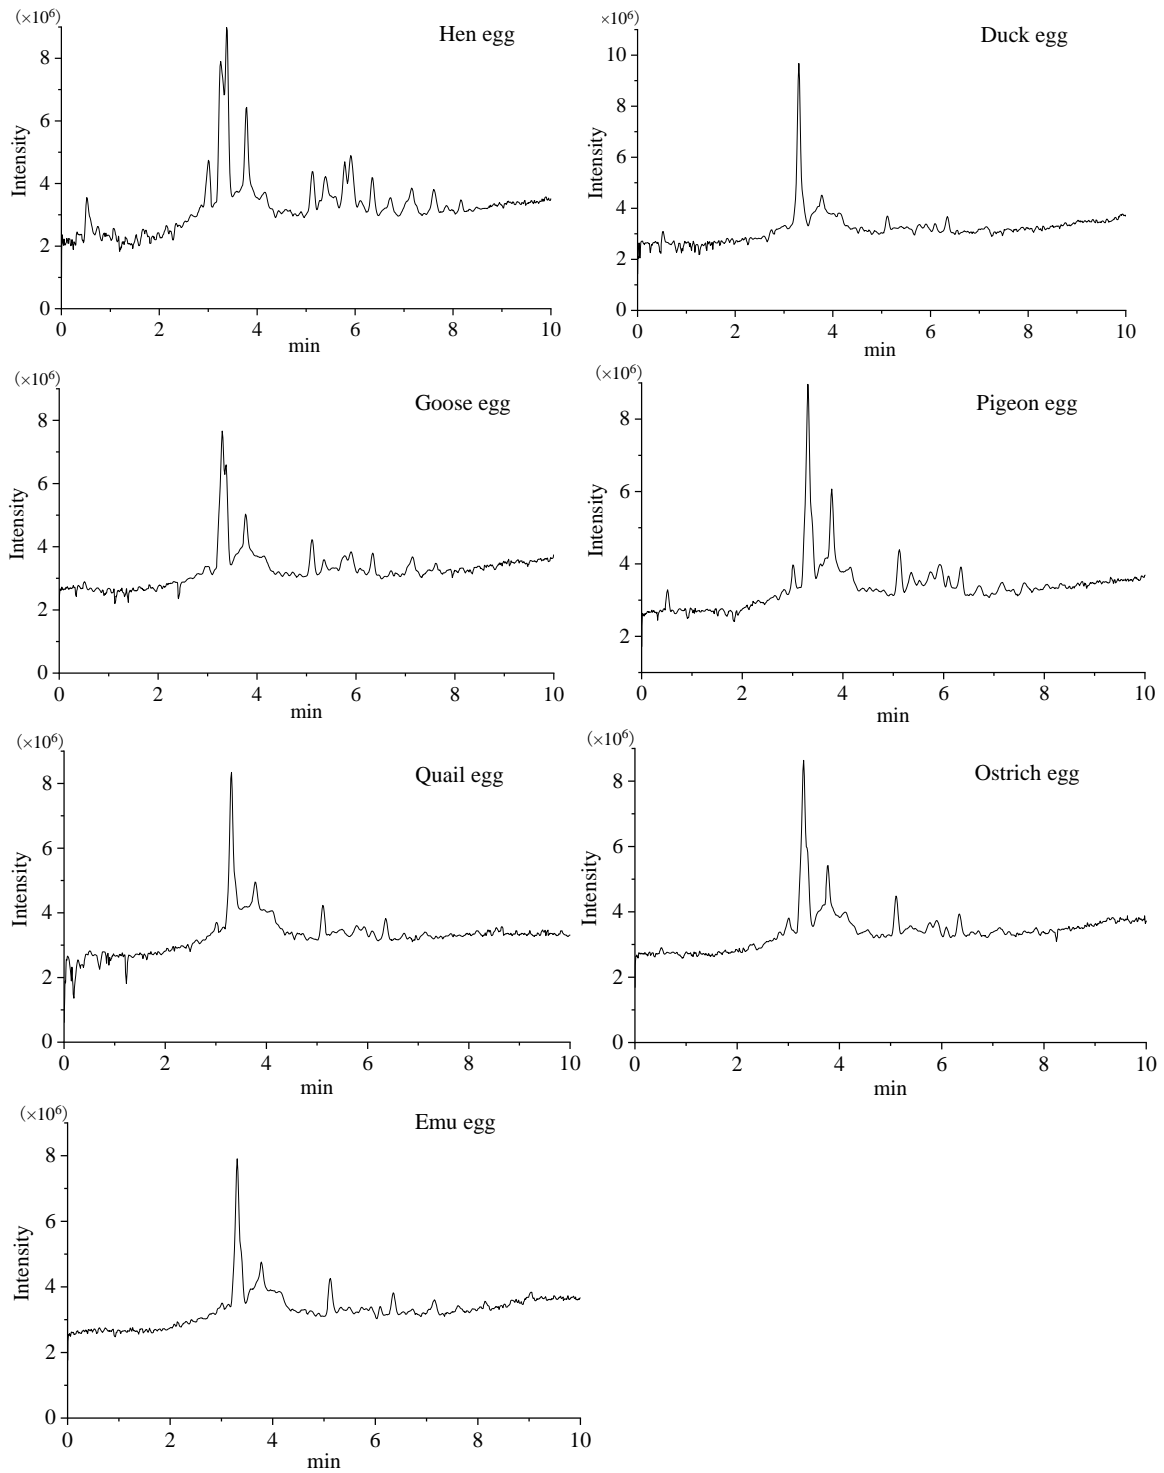 (×10⁶)
Hen egg
Intensity
8
6
4
2
0
0 2 4 6 8 10
min
×10⁶)
Duck egg
Intensity
10
8
6
4
2
0
0 2 4 6 8 10
min
(×10⁶)
Goose egg
Intensity
8
6
4
2
0
0 2 4 6 8 10
min
(×10⁶)
Pigeon egg
Intensity
8
6
4
2
0 2 4 6 8 10
min
(×10⁶)
Quail egg
Intensity
8
6
4
2
0
0 2 4 6 8 10
min
(×10⁶)
Ostrich egg
Intensity
8
6
4
2
0
0 2 4 6 8 10
min
(×10⁶)
Emu egg
Intensity
8
6
4
2
0
0 2 4 6 8 10
min